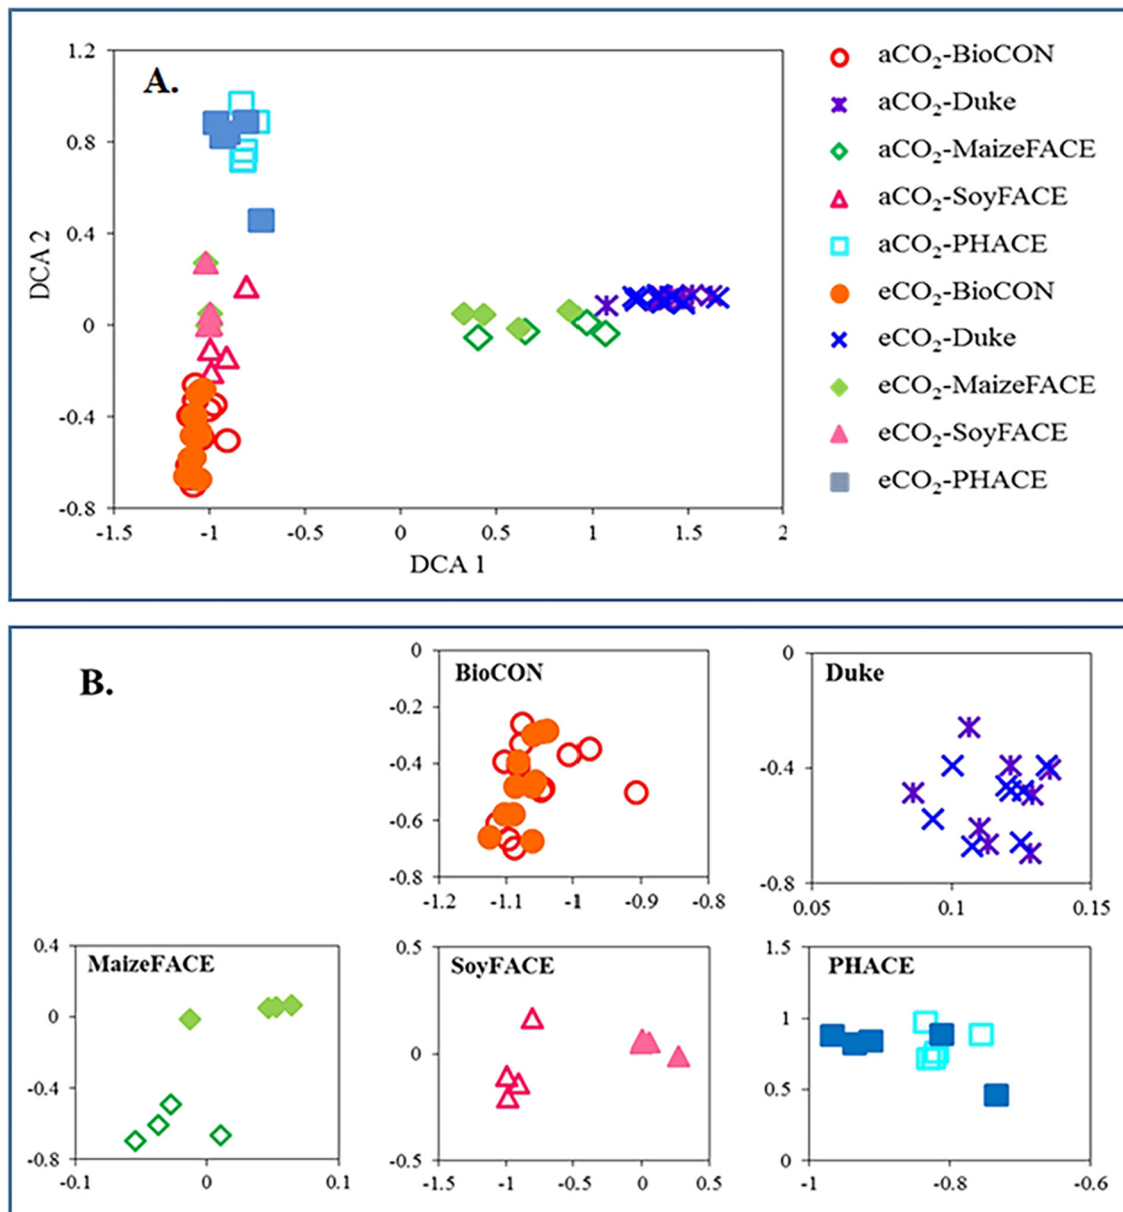 A.
1.2
0.8
0.4
0
-0.4
-0.8
DCA 2
-1.5 -1 -0.5 0 0.5 1 1.5 2
DCA 1
aCO₂-BioCON
aCO₂-Duke
aCO₂-MaizeFACE
aCO₂-SoyFACE
aCO₂-PHACE
eCO₂-BioCON
eCO₂-Duke
eCO₂-MaizeFACE
eCO₂-SoyFACE
eCO₂-PHACE
B.
BioCON
0
-0.2
-0.4
-0.6
-0.8
-1.2 -1.1 -1 -0.9 -0.8
Duke
0
-0.4
-0.8
0.05 0.1 0.15
MaizeFACE
0.4
0
-0.4
-0.8
-0.1 0 0.1
SoyFACE
0.5
0
-0.5
-1.5 -1 -0.5 0 0.5
PHACE
1.5
1
0.5
0
-1 -0.8 -0.6